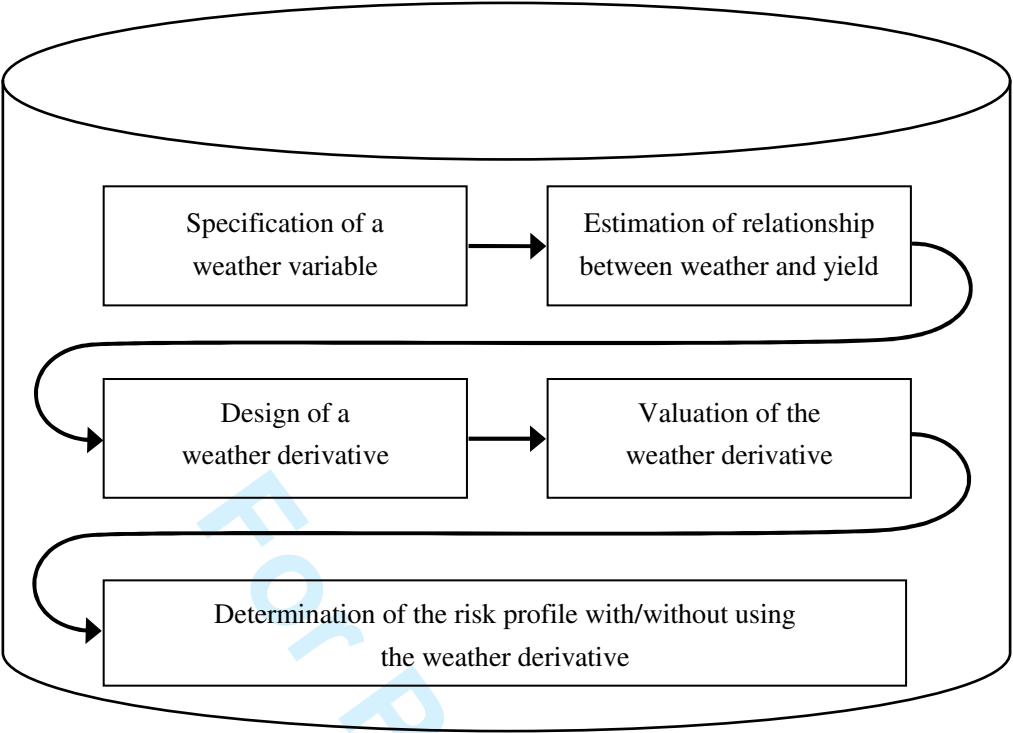 Specification of a
weather variable
Estimation of relationship
between weather and yield
Design of a
weather derivative
Valuation of the
weather derivative
Determination of the risk profile with/without using
the weather derivative
For P